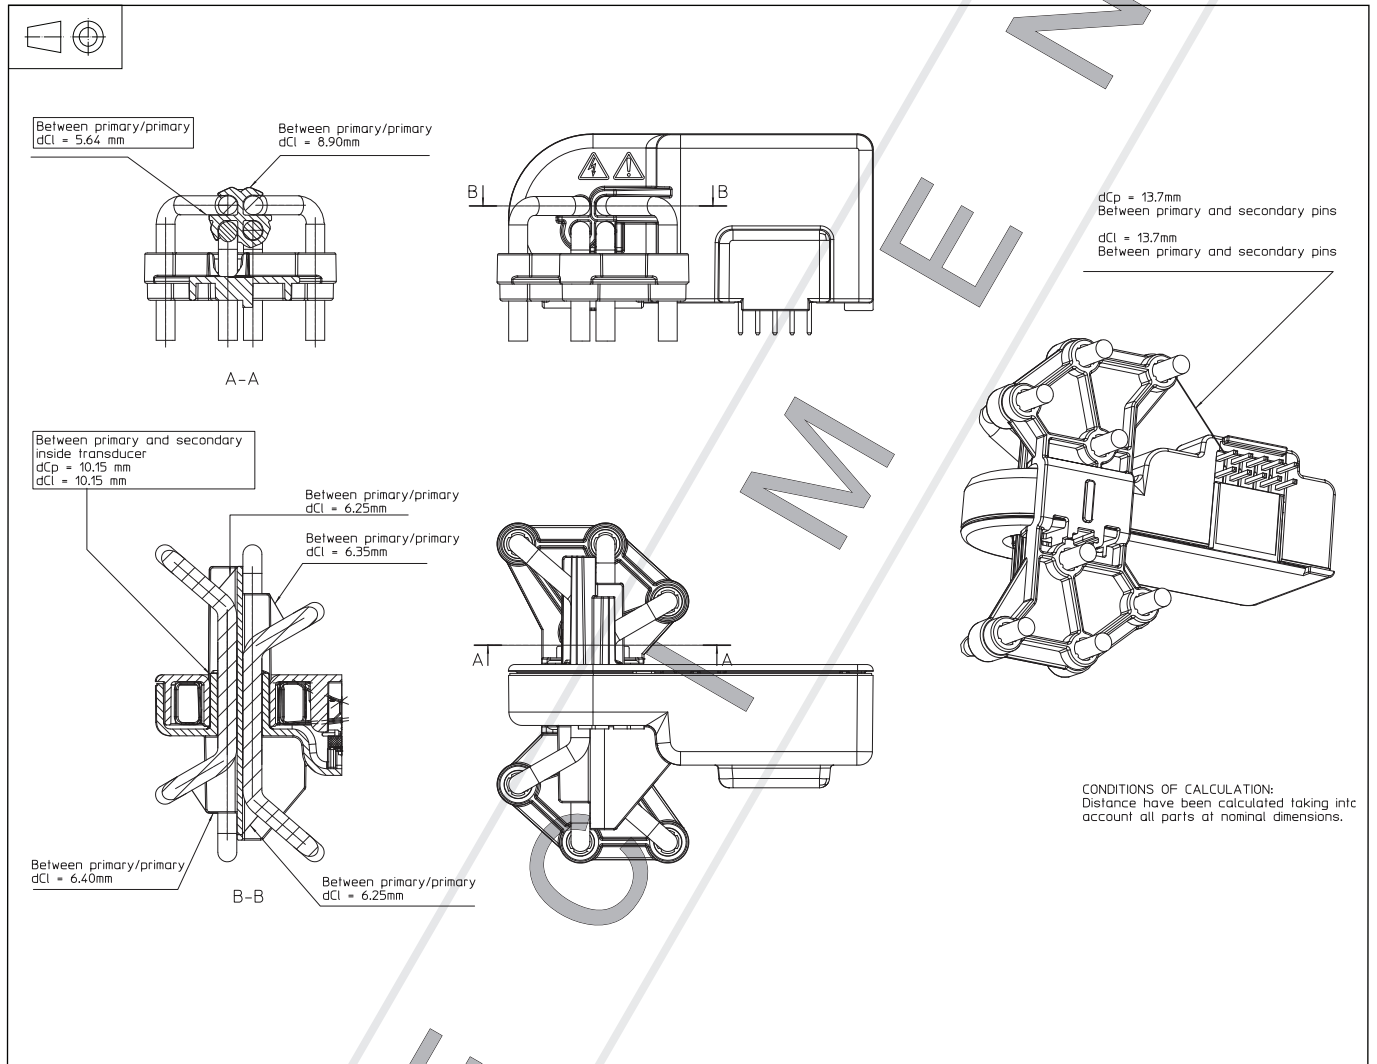 Between primary/primary
dCl = 5.64 mm
Between primary/primary
dCl = 8.90mm
B
B
dCp = 13.7mm
Between primary and secondary pins
dCl = 13.7mm
Between primary and secondary pins
A-A
Between primary and secondary
inside transducer
dCp = 10.15 mm
dCl = 10.15 mm
Between primary/primary
dCl = 6.25mm
Between primary/primary
dCl = 6.35mm
A
A
CONDITIONS OF CALCULATION:
Distance have been calculated taking into
account all parts at nominal dimensions.
Between primary/primary
dCl = 6.40mm
Between primary/primary
dCl = 6.25mm
B-B